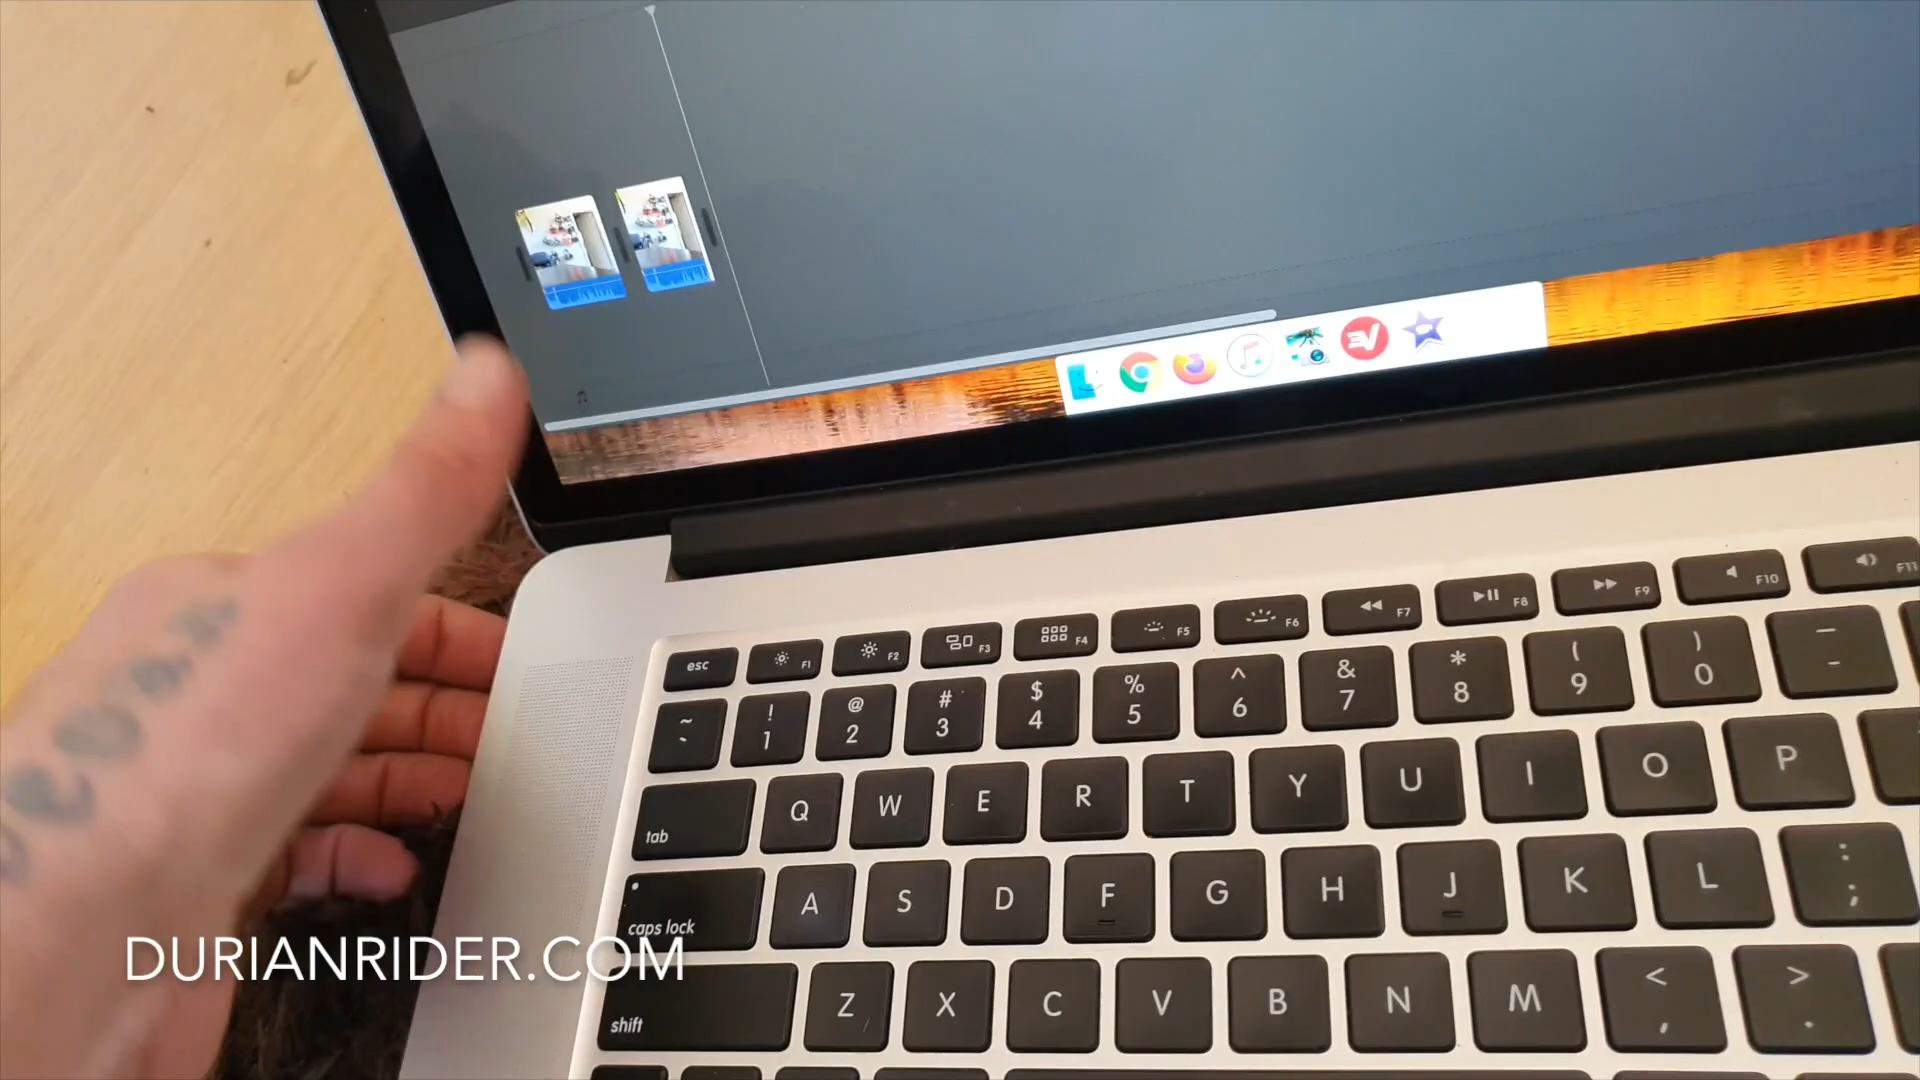 esc F1 F2 F3 F4 F5 F6 F7 F8 F9 F10 F11
~ ` ! 1 @ 2 # 3 $ 4 % 5 ^ 6 & 7 * 8 ( 9 ) 0 _ -
tab Q W E R T Y U I O P
caps lock A S D F G H J K L : ;
DURIANRIDER.COM
shift Z X C V B N M < , > .